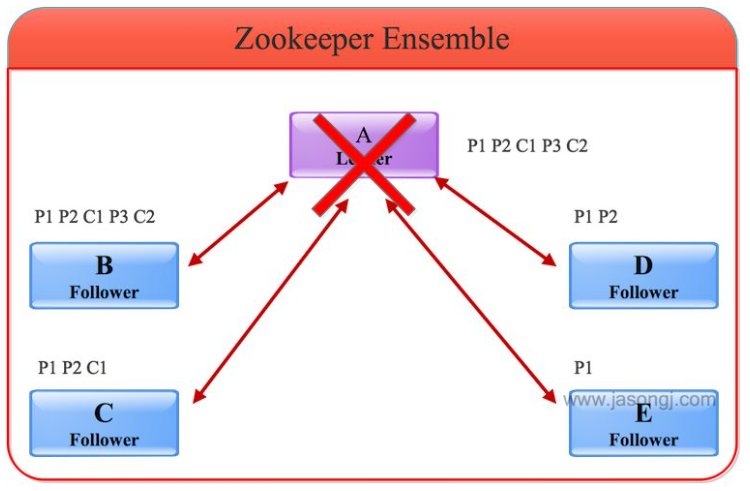 Zookeeper Ensemble
A
Leader
P1 P2 C1 P3 C2
P1 P2 C1 P3 C2
B
Follower
P1 P2
D
Follower
P1 P2 C1
C
Follower
P1
www.jasongj.com
E
Follower